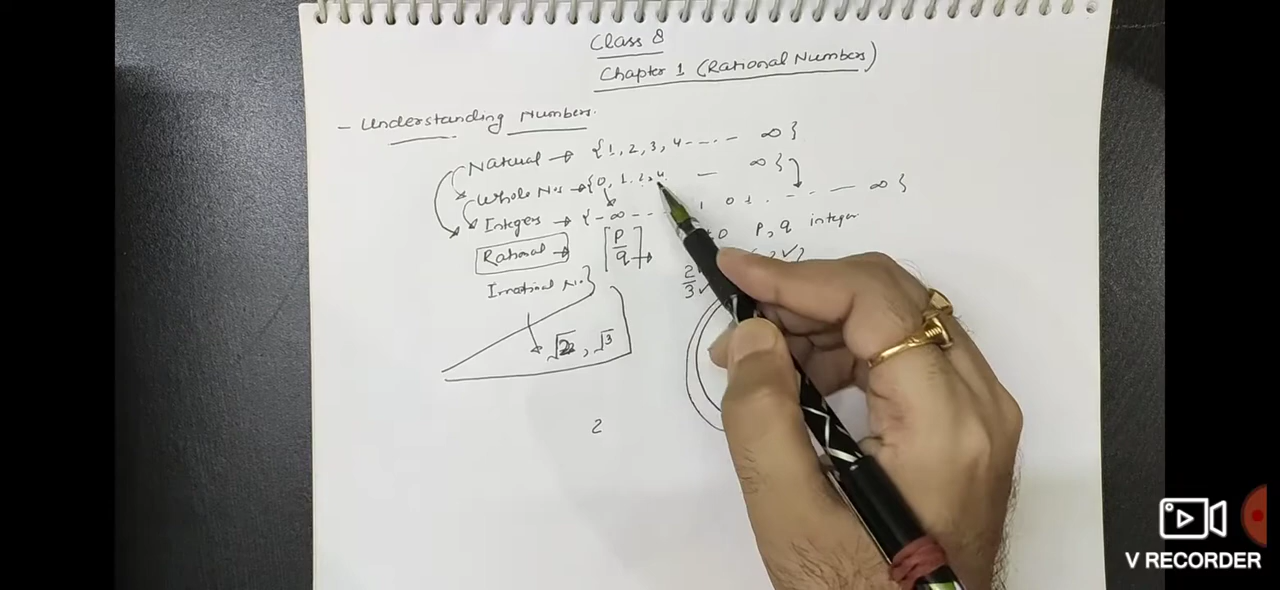 Class 8
Chapter 1 (Rational Numbers)
- Understanding Numbers.
Natural → {1, 2, 3, 4 - - . - ∞}
Whole No's → {0, 1, 2, 4. — ∞}
Integers → {-∞ - - 1 0 1 . - - — ∞}
Rational → [p/q] → 0 p, q integer
2/3 ✓
Irrational No.
√2, √3
2
V RECORDER